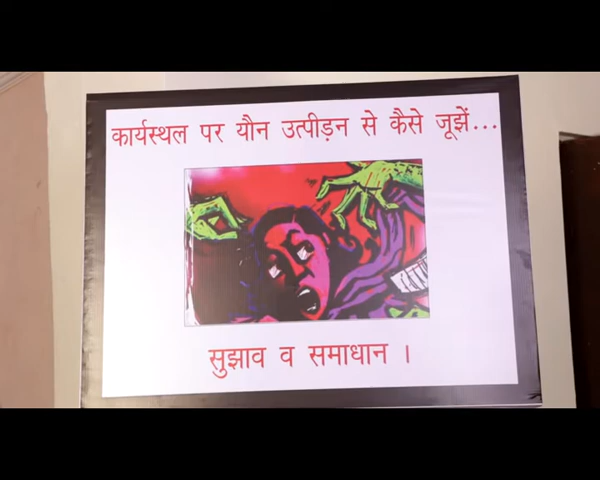 कार्यस्थल पर यौन उत्पीड़न से कैसे जूझें...
सुझाव व समाधान ।